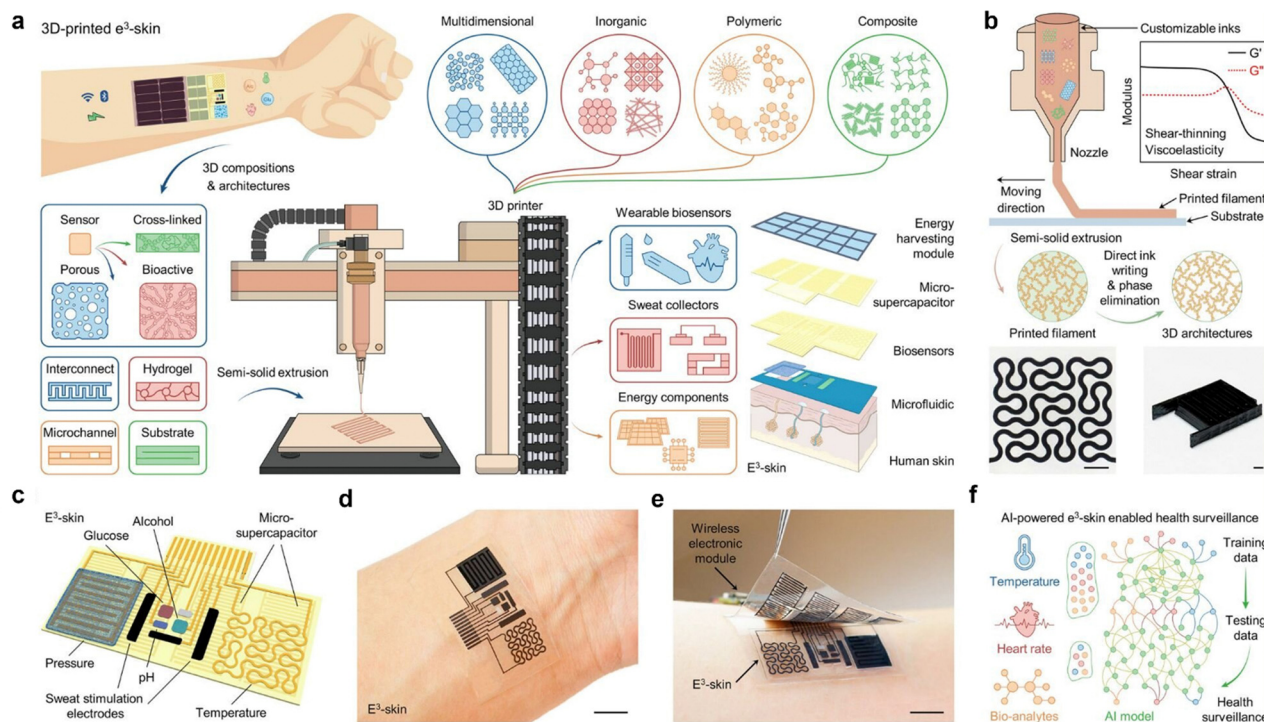 a
3D-printed e³-skin
Multidimensional
Inorganic
Polymeric
Composite
3D compositions
& architectures
3D printer
Sensor
Cross-linked
Porous
Bioactive
Interconnect
Hydrogel
Microchannel
Substrate
Semi-solid extrusion
Wearable biosensors
Sweat collectors
Energy components
Energy
harvesting
module
Micro-
supercapacitor
Biosensors
Microfluidic
Human skin
E³-skin
b
Customizable inks
G'
G"
Modulus
Shear-thinning
Viscoelasticity
Shear strain
Nozzle
Moving
direction
Printed filament
Substrate
Semi-solid extrusion
Direct ink
writing
& phase
elimination
Printed filament
3D architectures
c
E³-skin
Alcohol
Glucose
Micro-
supercapacitor
Pressure
pH
Sweat stimulation
electrodes
Temperature
d
E³-skin
e
Wireless
electronic
module
E³-skin
f
AI-powered e³-skin enabled health surveillance
Temperature
Heart rate
Bio-analytes
AI model
Training
data
Testing
data
Health
surveillance